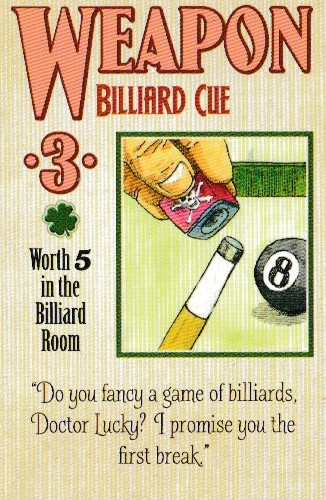 WEAPON
BILLIARD CUE
·3·
Worth 5
in the
Billiard
Room
8
“Do you fancy a game of billiards,
Doctor Lucky? I promise you the
first break.”